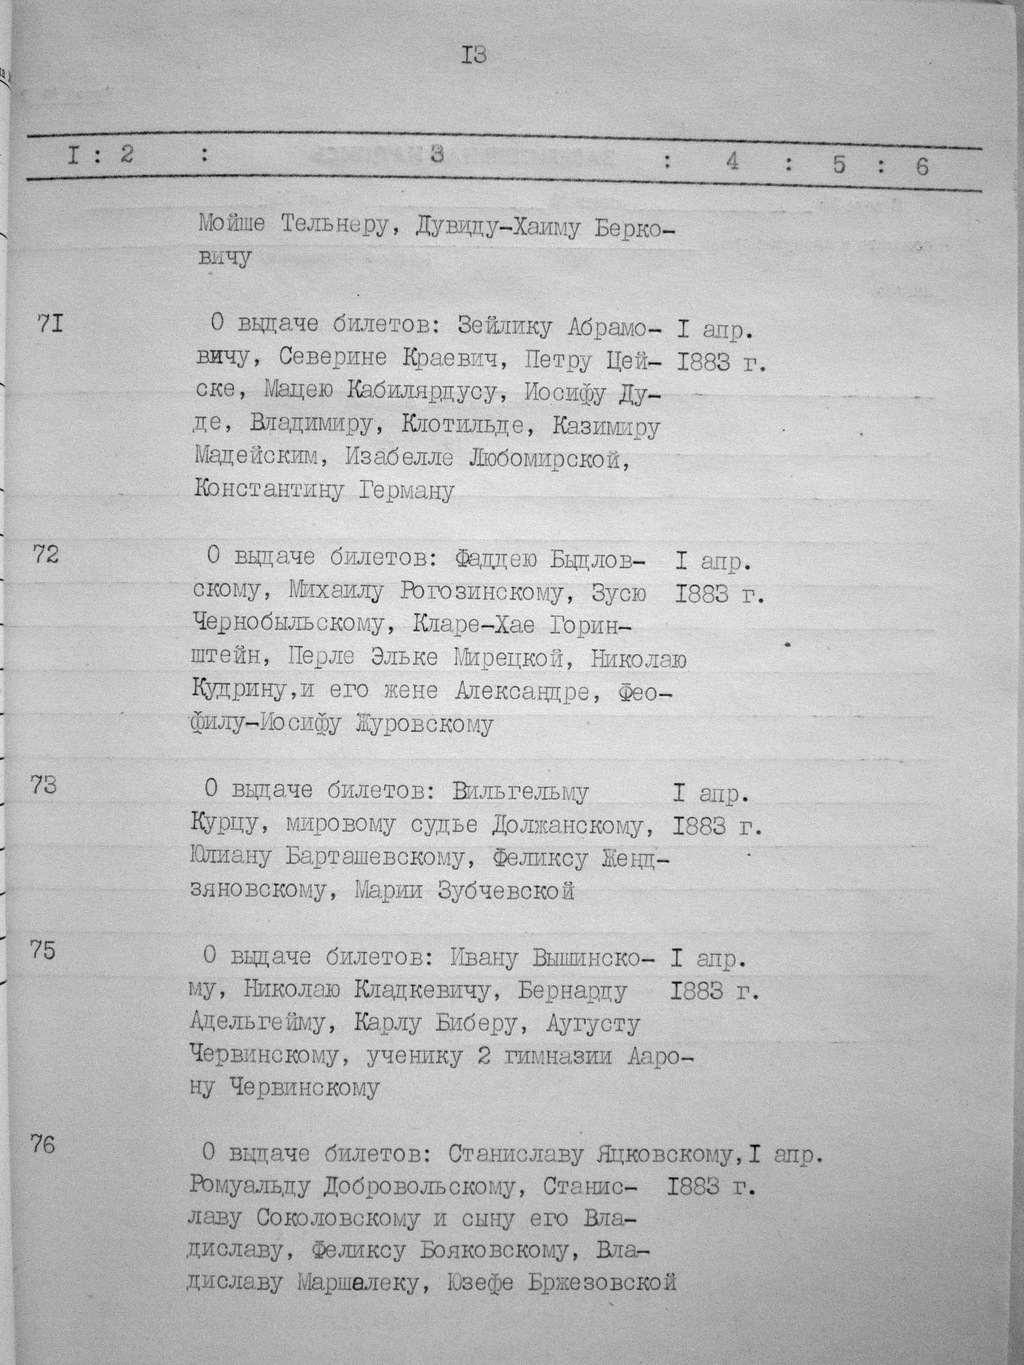 I3
I : 2 : 3 : 4 : 5 : 6
Мойше Тельнеру, Дувиду-Хаиму Берко-
вичу
7I О выдаче билетов: Зейлику Абрамо- I апр.
вичу, Северине Краевич, Петру Цей- I883 г.
ске, Мацею Кабилярдусу, Иосифу Ду-
де, Владимиру, Клотильде, Казимиру
Мадейским, Изабелле Любомирской,
Константину Герману
72 О выдаче билетов: Фаддею Быдлов- I апр.
скому, Михаилу Рогозинскому, Зусю I883 г.
Чернобыльскому, Кларе-Хае Горин-
штейн, Перле Эльке Мирецкой, Николаю
Кудрину,и его жене Александре, Фео-
филу-Иосифу Журовскому
73 О выдаче билетов: Вильгельму I апр.
Курцу, мировому судье Должанскому, I883 г.
Юлиану Барташевскому, Феликсу Женд-
зяновскому, Марии Зубчевской
75 О выдаче билетов: Ивану Вышинско- I апр.
му, Николаю Кладкевичу, Бернарду I883 г.
Адельгейму, Карлу Биберу, Аугусту
Червинскому, ученику 2 гимназии Ааро-
ну Червинскому
76 О выдаче билетов: Станиславу Яцковскому, I апр.
Ромуальду Добровольскому, Станис- I883 г.
лаву Соколовскому и сыну его Вла-
диславу, Феликсу Бояковскому, Вла-
диславу Маршалеку, Юзефе Бржезовской